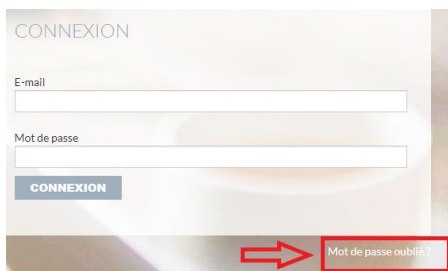 CONNEXION
E-mail
Mot de passe
CONNEXION
Mot de passe oublié ?